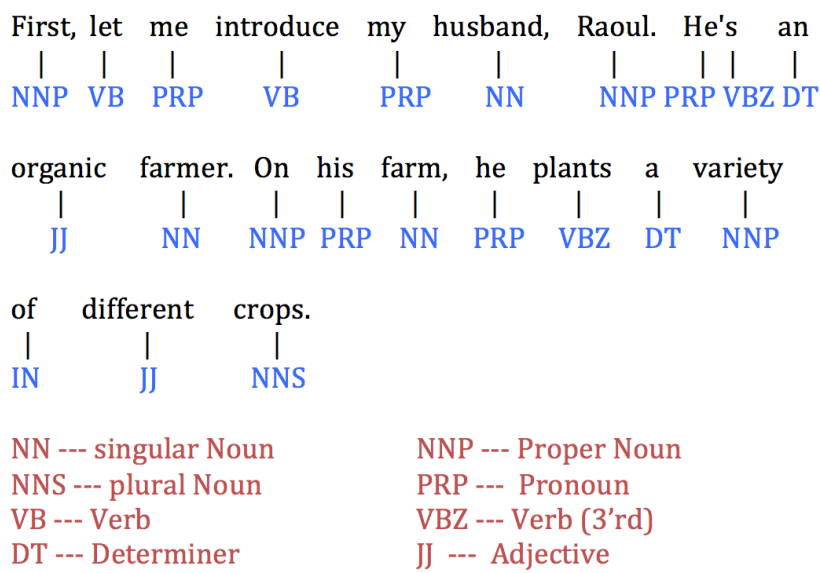 First, let me introduce my husband, Raoul. He's an
| | | | | | | | | |
NNP VB PRP VB PRP NN NNP PRP VBZ DT
organic farmer. On his farm, he plants a variety
| | | | | | | | |
JJ NN NNP PRP NN PRP VBZ DT NNP
of different crops.
| | |
IN JJ NNS
NN --- singular Noun NNP --- Proper Noun
NNS --- plural Noun PRP --- Pronoun
VB --- Verb VBZ --- Verb (3’rd)
DT --- Determiner JJ --- Adjective